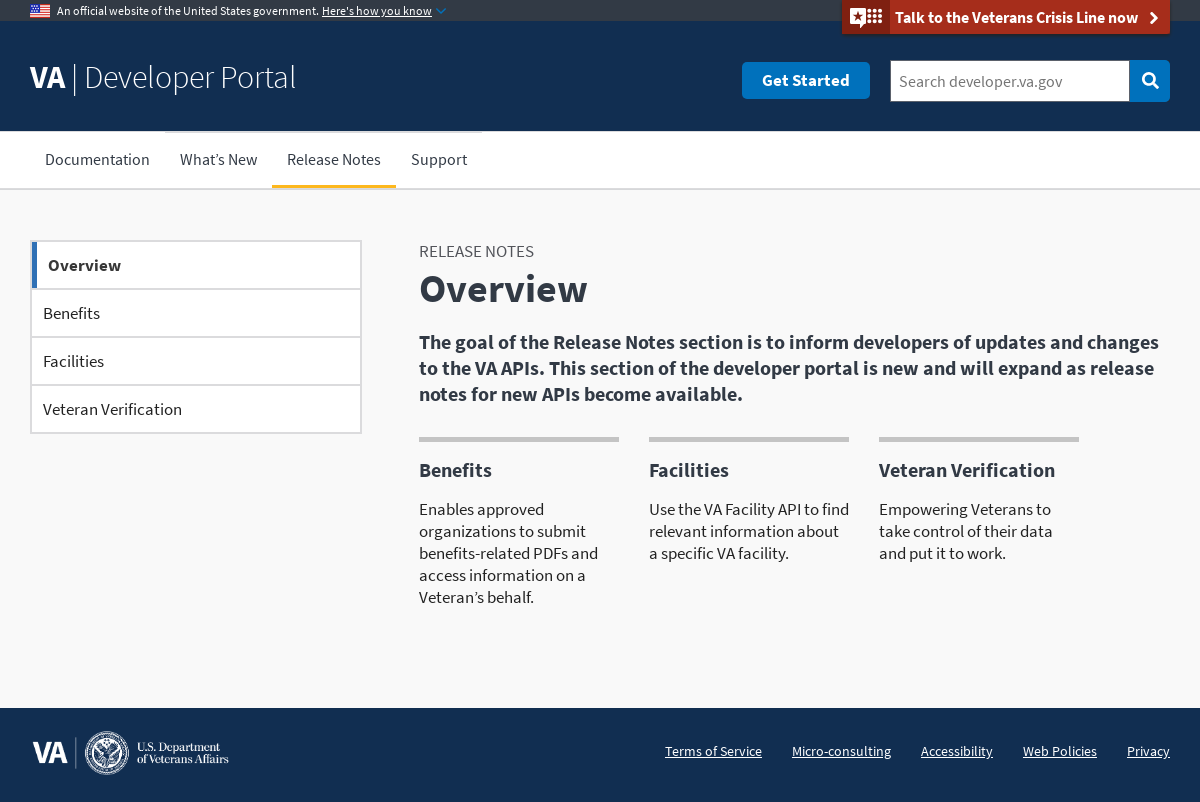 An official website of the United States government. Here's how you know
Talk to the Veterans Crisis Line now
VA | Developer Portal
Get Started
Search developer.va.gov
Documentation
What’s New
Release Notes
Support
Overview
Benefits
Facilities
Veteran Verification
RELEASE NOTES
Overview
The goal of the Release Notes section is to inform developers of updates and changes
to the VA APIs. This section of the developer portal is new and will expand as release
notes for new APIs become available.
Benefits
Enables approved
organizations to submit
benefits-related PDFs and
access information on a
Veteran’s behalf.
Facilities
Use the VA Facility API to find
relevant information about
a specific VA facility.
Veteran Verification
Empowering Veterans to
take control of their data
and put it to work.
VA
U.S. Department
of Veterans Affairs
Terms of Service
Micro-consulting
Accessibility
Web Policies
Privacy